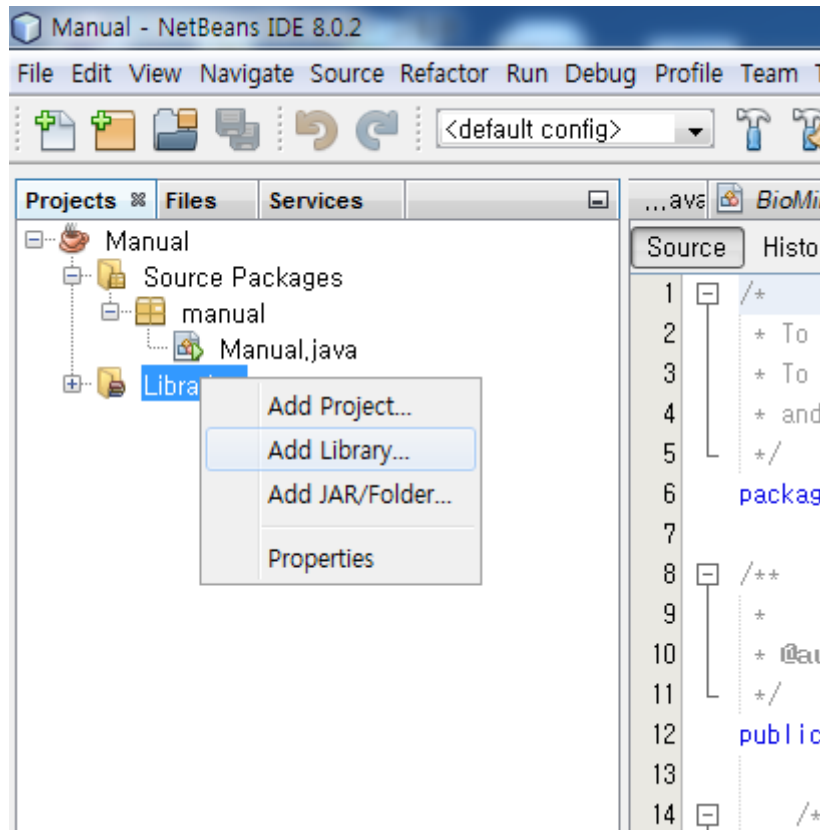 Manual - NetBeans IDE 8.0.2
File Edit View Navigate Source Refactor Run Debug Profile Team
<default config>
Projects Files Services
...ava
Manual
Source Packages
manual
Manual.java
Add Project...
Add Library...
Add JAR/Folder...
Properties
Source
1 /*
2 * To
3 * To
4 * and
5 */
6
7
8 /**
9 *
10
11 */
12 public
13
14 /*